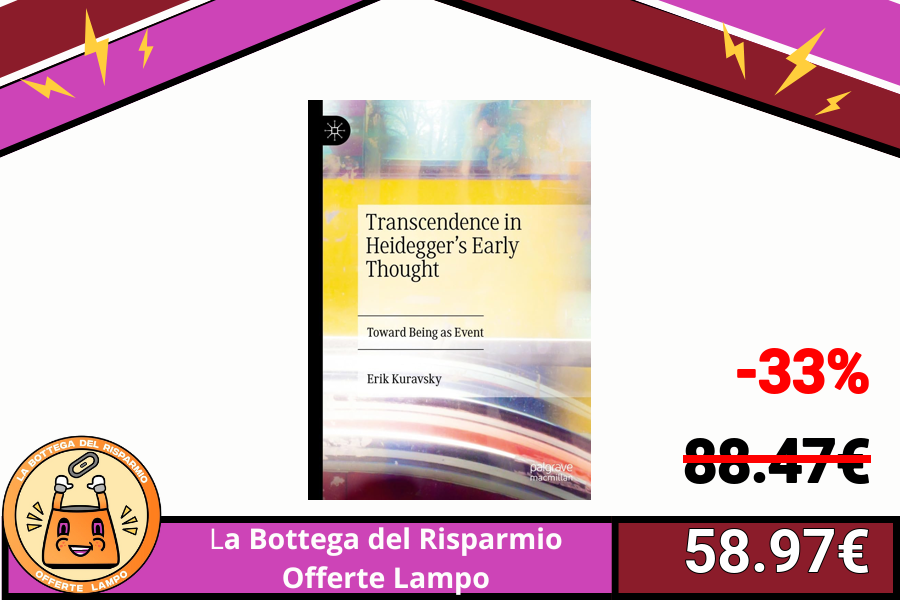 Transcendence in
Heidegger's Early
Thought
Toward Being as Event
Erik Kuravsky
palgrave
macmillan
-33%
88.47€
58.97€
LA BOTTEGA DEL RISPARMIO
OFFERTE LAMPO
La Bottega del Risparmio
Offerte Lampo